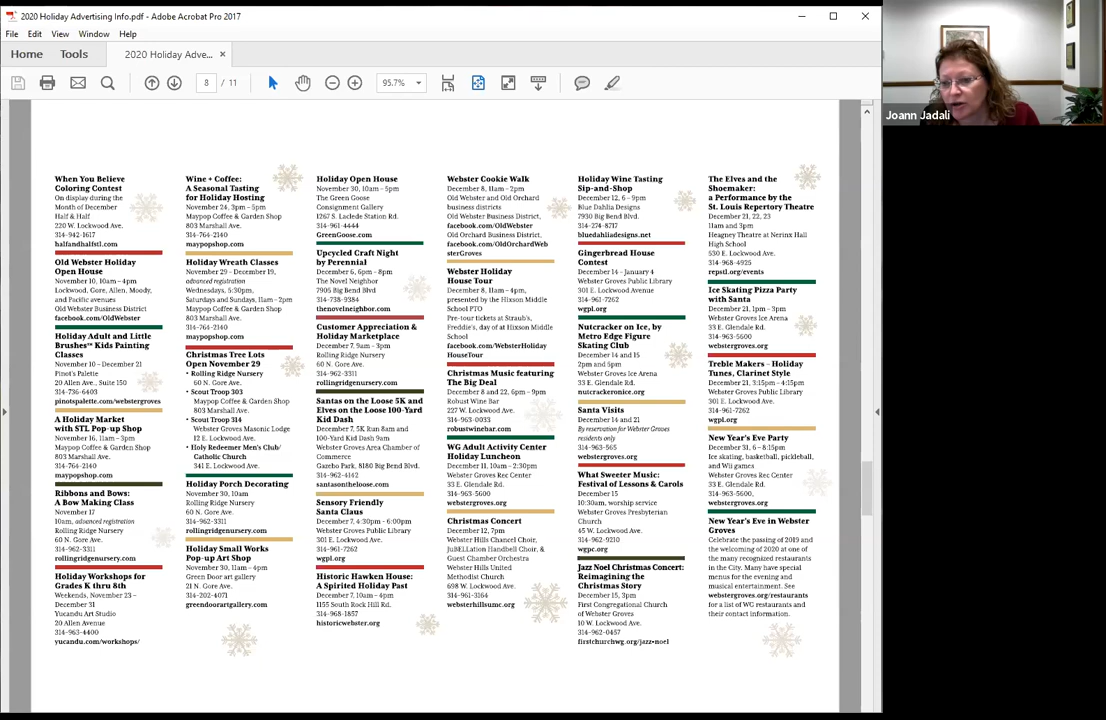 2020 Holiday Advertising Info.pdf - Adobe Acrobat Pro 2017
File Edit View Window Help
Home Tools 2020 Holiday Adve... ×
8 / 11 95.7%
Joann Jadali
When You Believe
Coloring Contest
On display during the
Month of December
Half & Half
220 W. Lockwood Ave.
314-942-1617
halfandhalfstl.com
Old Webster Holiday
Open House
November 10, 10am–4pm
Lockwood, Gore, Allen, Moody,
and Pacific avenues
Old Webster Business District
facebook.com/OldWebster
Holiday Adult and Little
Brushes™ Kids Painting
Classes
November 10 – December 21
Pinot's Palette
20 Allen Ave., Suite 150
314-736-6403
pinotspalette.com/webstergroves
A Holiday Market
with STL Pop-up Shop
November 16, 11am–3pm
Maypop Coffee & Garden Shop
803 Marshall Ave.
314-764-2140
maypopshop.com
Ribbons and Bows:
A Bow Making Class
November 17
10am, advanced registration
Rolling Ridge Nursery
60 N. Gore Ave.
314-962-3311
rollingridgenursery.com
Holiday Workshops for
Grades K thru 8th
Weekends, November 23 –
December 31
Yucandu Art Studio
20 Allen Avenue
314-963-4400
yucandu.com/workshops/
Wine + Coffee:
A Seasonal Tasting
for Holiday Hosting
November 24, 3pm–5pm
Maypop Coffee & Garden Shop
803 Marshall Ave.
314-764-2140
maypopshop.com
Holiday Wreath Classes
November 29 – December 19,
advanced registration
Wednesdays, 5:30pm,
Saturdays and Sundays, 11am–2pm
Maypop Coffee & Garden Shop
803 Marshall Ave.
314-764-2140
maypopshop.com
Christmas Tree Lots
Open November 29
• Rolling Ridge Nursery
60 N. Gore Ave.
• Scout Troop 303
Maypop Coffee & Garden Shop
803 Marshall Ave.
• Scout Troop 314
Webster Groves Masonic Lodge
12 E. Lockwood Ave.
• Holy Redeemer Men's Club/
Catholic Church
341 E. Lockwood Ave.
Holiday Porch Decorating
November 30, 10am
Rolling Ridge Nursery
60 N. Gore Ave.
314-962-3311
rollingridgenursery.com
Holiday Small Works
Pop-up Art Shop
November 30, 11am–4pm
Green Door art gallery
21 N. Gore Ave.
314-202-4071
greendoorartgallery.com
Holiday Open House
November 30, 10am–5pm
The Green Goose
Consignment Gallery
1267 S. Laclede Station Rd.
314-961-4444
GreenGoose.com
Upcycled Craft Night
by Perennial
December 6, 6pm–8pm
The Novel Neighbor
7905 Big Bend Blvd
314-738-9384
thenovelneighbor.com
Customer Appreciation &
Holiday Marketplace
December 7, 9am–3pm
Rolling Ridge Nursery
60 N. Gore Ave.
314-962-3311
rollingridgenursery.com
Santas on the Loose 5K and
Elves on the Loose 100-Yard
Kid Dash
December 7, 5K Run 8am and
100-Yard Kid Dash 9am
Webster Groves Area Chamber of
Commerce
Gazebo Park, 8180 Big Bend Blvd.
314-962-4142
santasontheloose.com
Sensory Friendly
Santa Claus
December 7, 4:30pm – 6:00pm
Webster Groves Public Library
301 E. Lockwood Ave.
314-961-7262
wgpl.org
Historic Hawken House:
A Spirited Holiday Past
December 7, 10am–4pm
1155 South Rock Hill Rd.
314-968-1857
historicwebster.org
Webster Cookie Walk
December 8, 11am – 2pm
Old Webster and Old Orchard
business districts
Old Webster Business District,
facebook.com/OldWebster
Old Orchard Business District,
facebook.com/OldOrchardWeb
sterGroves
Webster Holiday
House Tour
December 8, 11am–4pm,
presented by the Hixson Middle
School PTO
Pre-tour tickets at Straub's,
Freddie's, day of at Hixson Middle
School
facebook.com/WebsterHoliday
HouseTour
Christmas Music featuring
The Big Deal
December 8 and 22, 6pm–9pm
Robust Wine Bar
227 W. Lockwood Ave.
314-963-0033
robustwinebar.com
WG Adult Activity Center
Holiday Luncheon
December 11, 10am–2:30pm
Webster Groves Rec Center
33 E. Glendale Rd.
314-963-5600
webstergroves.org
Christmas Concert
December 12, 7pm
Webster Hills Chancel Choir,
JuBELLation Handbell Choir, &
Guest Chamber Orchestra
Webster Hills United
Methodist Church
698 W. Lockwood Ave.
314-961-3164
websterhillsumc.org
Holiday Wine Tasting
Sip-and-Shop
December 12, 6 – 9pm
Blue Dahlia Designs
7930 Big Bend Blvd.
314-274-8717
bluedahliadesigns.net
Gingerbread House
Contest
December 14 – January 4
Webster Groves Public Library
301 E. Lockwood Avenue
314-961-7262
wgpl.org
Nutcracker on Ice, by
Metro Edge Figure
Skating Club
December 14 and 15
2pm and 5pm
Webster Groves Ice Arena
33 E. Glendale Rd.
nutcrackeronice.org
Santa Visits
December 14 and 21
By reservation for Webster Groves
residents only
314-963-565
webstergroves.org
What Sweeter Music:
Festival of Lessons & Carols
December 15
10:30am, worship service
Webster Groves Presbyterian
Church
45 W. Lockwood Ave.
314-962-9210
wgpc.org
Jazz Noel Christmas Concert:
Reimagining the
Christmas Story
December 15, 3pm
First Congregational Church
of Webster Groves
10 W. Lockwood Ave.
314-962-0457
firstchurchwg.org/jazz-noel
The Elves and the
Shoemaker:
a Performance by the
St. Louis Repertory Theatre
December 21, 22, 23
11am and 3pm
Heagney Theatre at Nerinx Hall
High School
530 E. Lockwood Ave.
314-968-4925
repstl.org/events
Ice Skating Pizza Party
with Santa
December 21, 1pm–3pm
Webster Groves Ice Arena
33 E. Glendale Rd.
314-963-5600
webstergroves.org
Treble Makers – Holiday
Tunes, Clarinet Style
December 21, 3:15pm – 4:15pm
Webster Groves Public Library
301 E. Lockwood Ave.
314-961-7262
wgpl.org
New Year's Eve Party
December 31, 6 – 8:15pm
Ice skating, basketball, pickleball,
and Wii games
Webster Groves Rec Center
33 E. Glendale Rd.
314-963-5600,
webstergroves.org
New Year's Eve in Webster
Groves
Celebrate the passing of 2019 and
the welcoming of 2020 at one of
the many recognized restaurants
in the City. Many have special
menus for the evening and
musical entertainment. See
webstergroves.org/restaurants
for a list of WG restaurants and
their contact information.